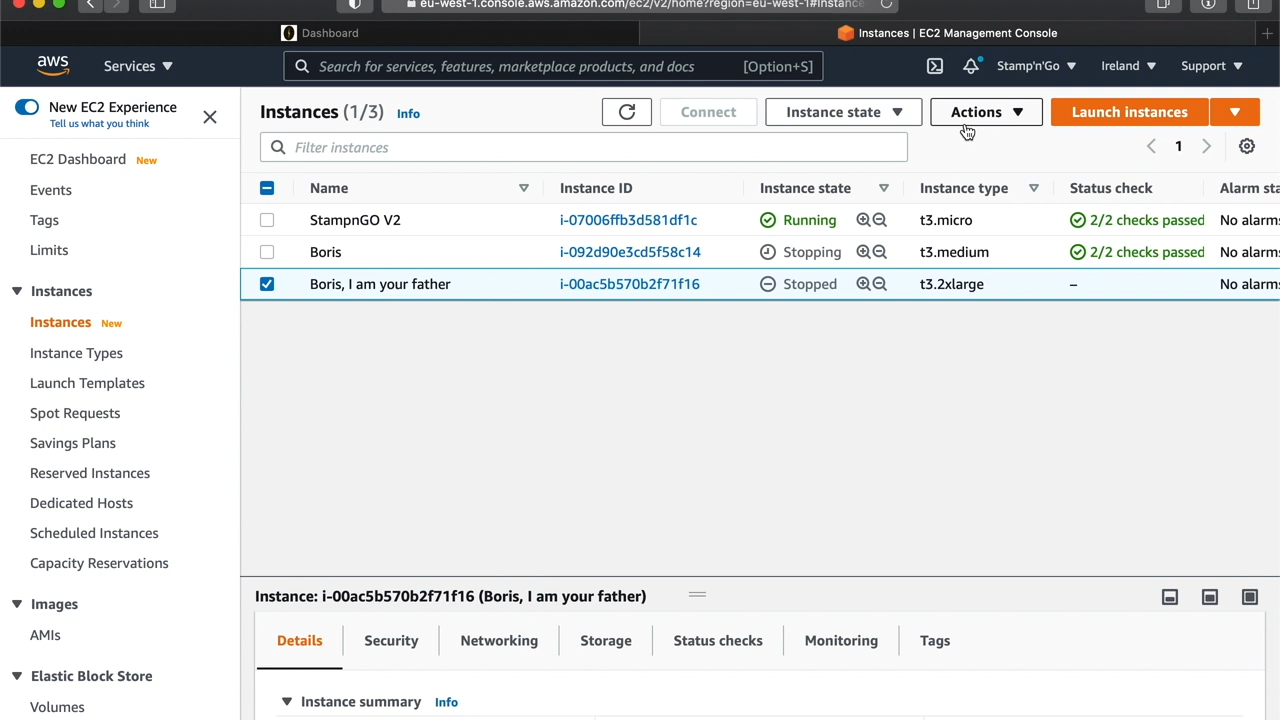 eu-west-1.console.aws.amazon.com/ec2/v2/home?region=eu-west-1#Instance
Dashboard
Instances | EC2 Management Console
aws
Services
Search for services, features, marketplace products, and docs
[Option+S]
Stamp'n'Go
Ireland
Support
New EC2 Experience
Tell us what you think
EC2 Dashboard New
Events
Tags
Limits
Instances
Instances New
Instance Types
Launch Templates
Spot Requests
Savings Plans
Reserved Instances
Dedicated Hosts
Scheduled Instances
Capacity Reservations
Images
AMIs
Elastic Block Store
Volumes
Instances (1/3) Info
Connect
Instance state
Actions
Launch instances
Filter instances
1
Name Instance ID Instance state Instance type Status check Alarm sta
StampnGO V2 i-07006ffb3d581df1c Running t3.micro 2/2 checks passed No alarms
Boris i-092d90e3cd5f58c14 Stopping t3.medium 2/2 checks passed No alarms
Boris, I am your father i-00ac5b570b2f71f16 Stopped t3.2xlarge – No alarms
Instance: i-00ac5b570b2f71f16 (Boris, I am your father)
Details Security Networking Storage Status checks Monitoring Tags
Instance summary Info